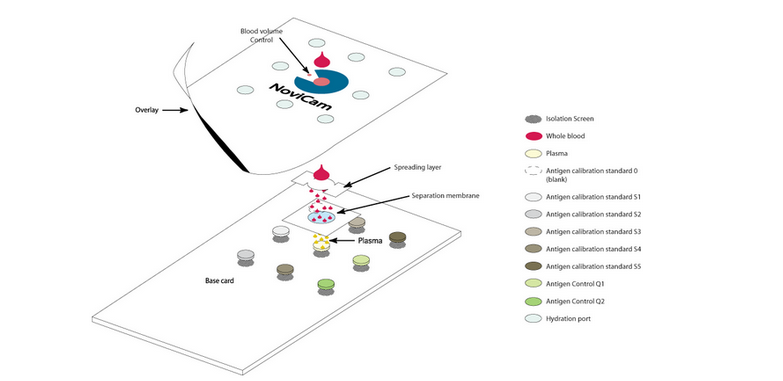 Blood volume
Control
NoviCam
Overlay
Spreading layer
Separation membrane
Plasma
Base card
Isolation Screen
Whole blood
Plasma
Antigen calibration standard 0
(blank)
Antigen calibration standard S1
Antigen calibration standard S2
Antigen calibration standard S3
Antigen calibration standard S4
Antigen calibration standard S5
Antigen Control Q1
Antigen Control Q2
Hydration port